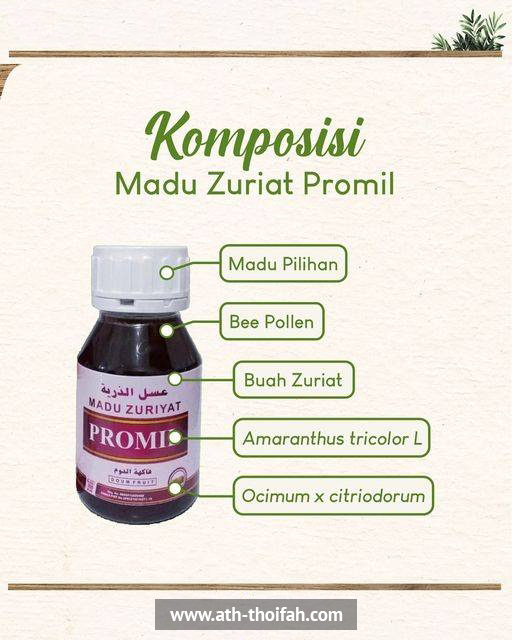 Komposisi
Madu Zuriat Promil
Madu Pilihan
Bee Pollen
Buah Zuriat
Amaranthus tricolor L
Ocimum x citriodorum
عسل الذرية
MADU ZURIYAT
PROMIL
فاكهة الدوم
DOUM FRUIT
www.ath-thoifah.com